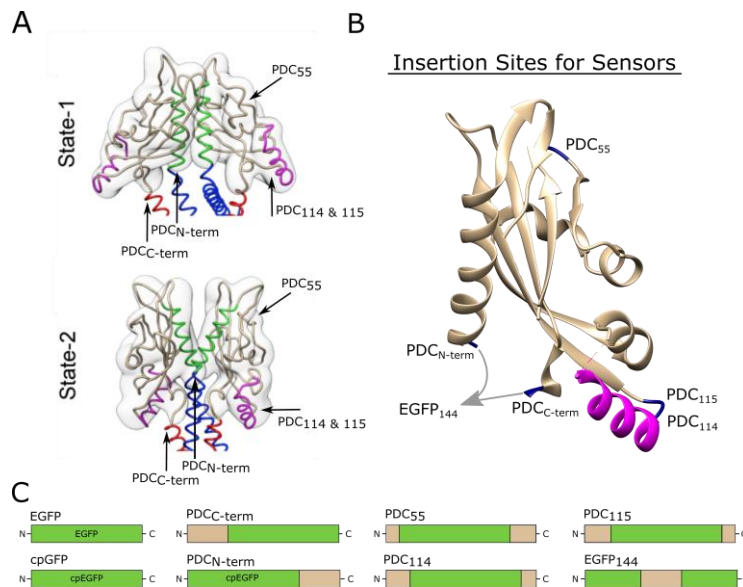 A
State-1
PDC55
PDC114 & 115
PDCN-term
PDCC-term
State-2
PDC55
PDC114 & 115
PDCN-term
PDCC-term
B
Insertion Sites for Sensors
PDC55
PDCN-term
EGFP144
PDCC-term
PDC115
PDC114
C
EGFP
N EGFP C
PDCC-term
N C
PDC55
N C
PDC115
N C
cpGFP
N cpEGFP C
PDCN-term
N cpEGFP C
PDC114
N C
EGFP144
N C